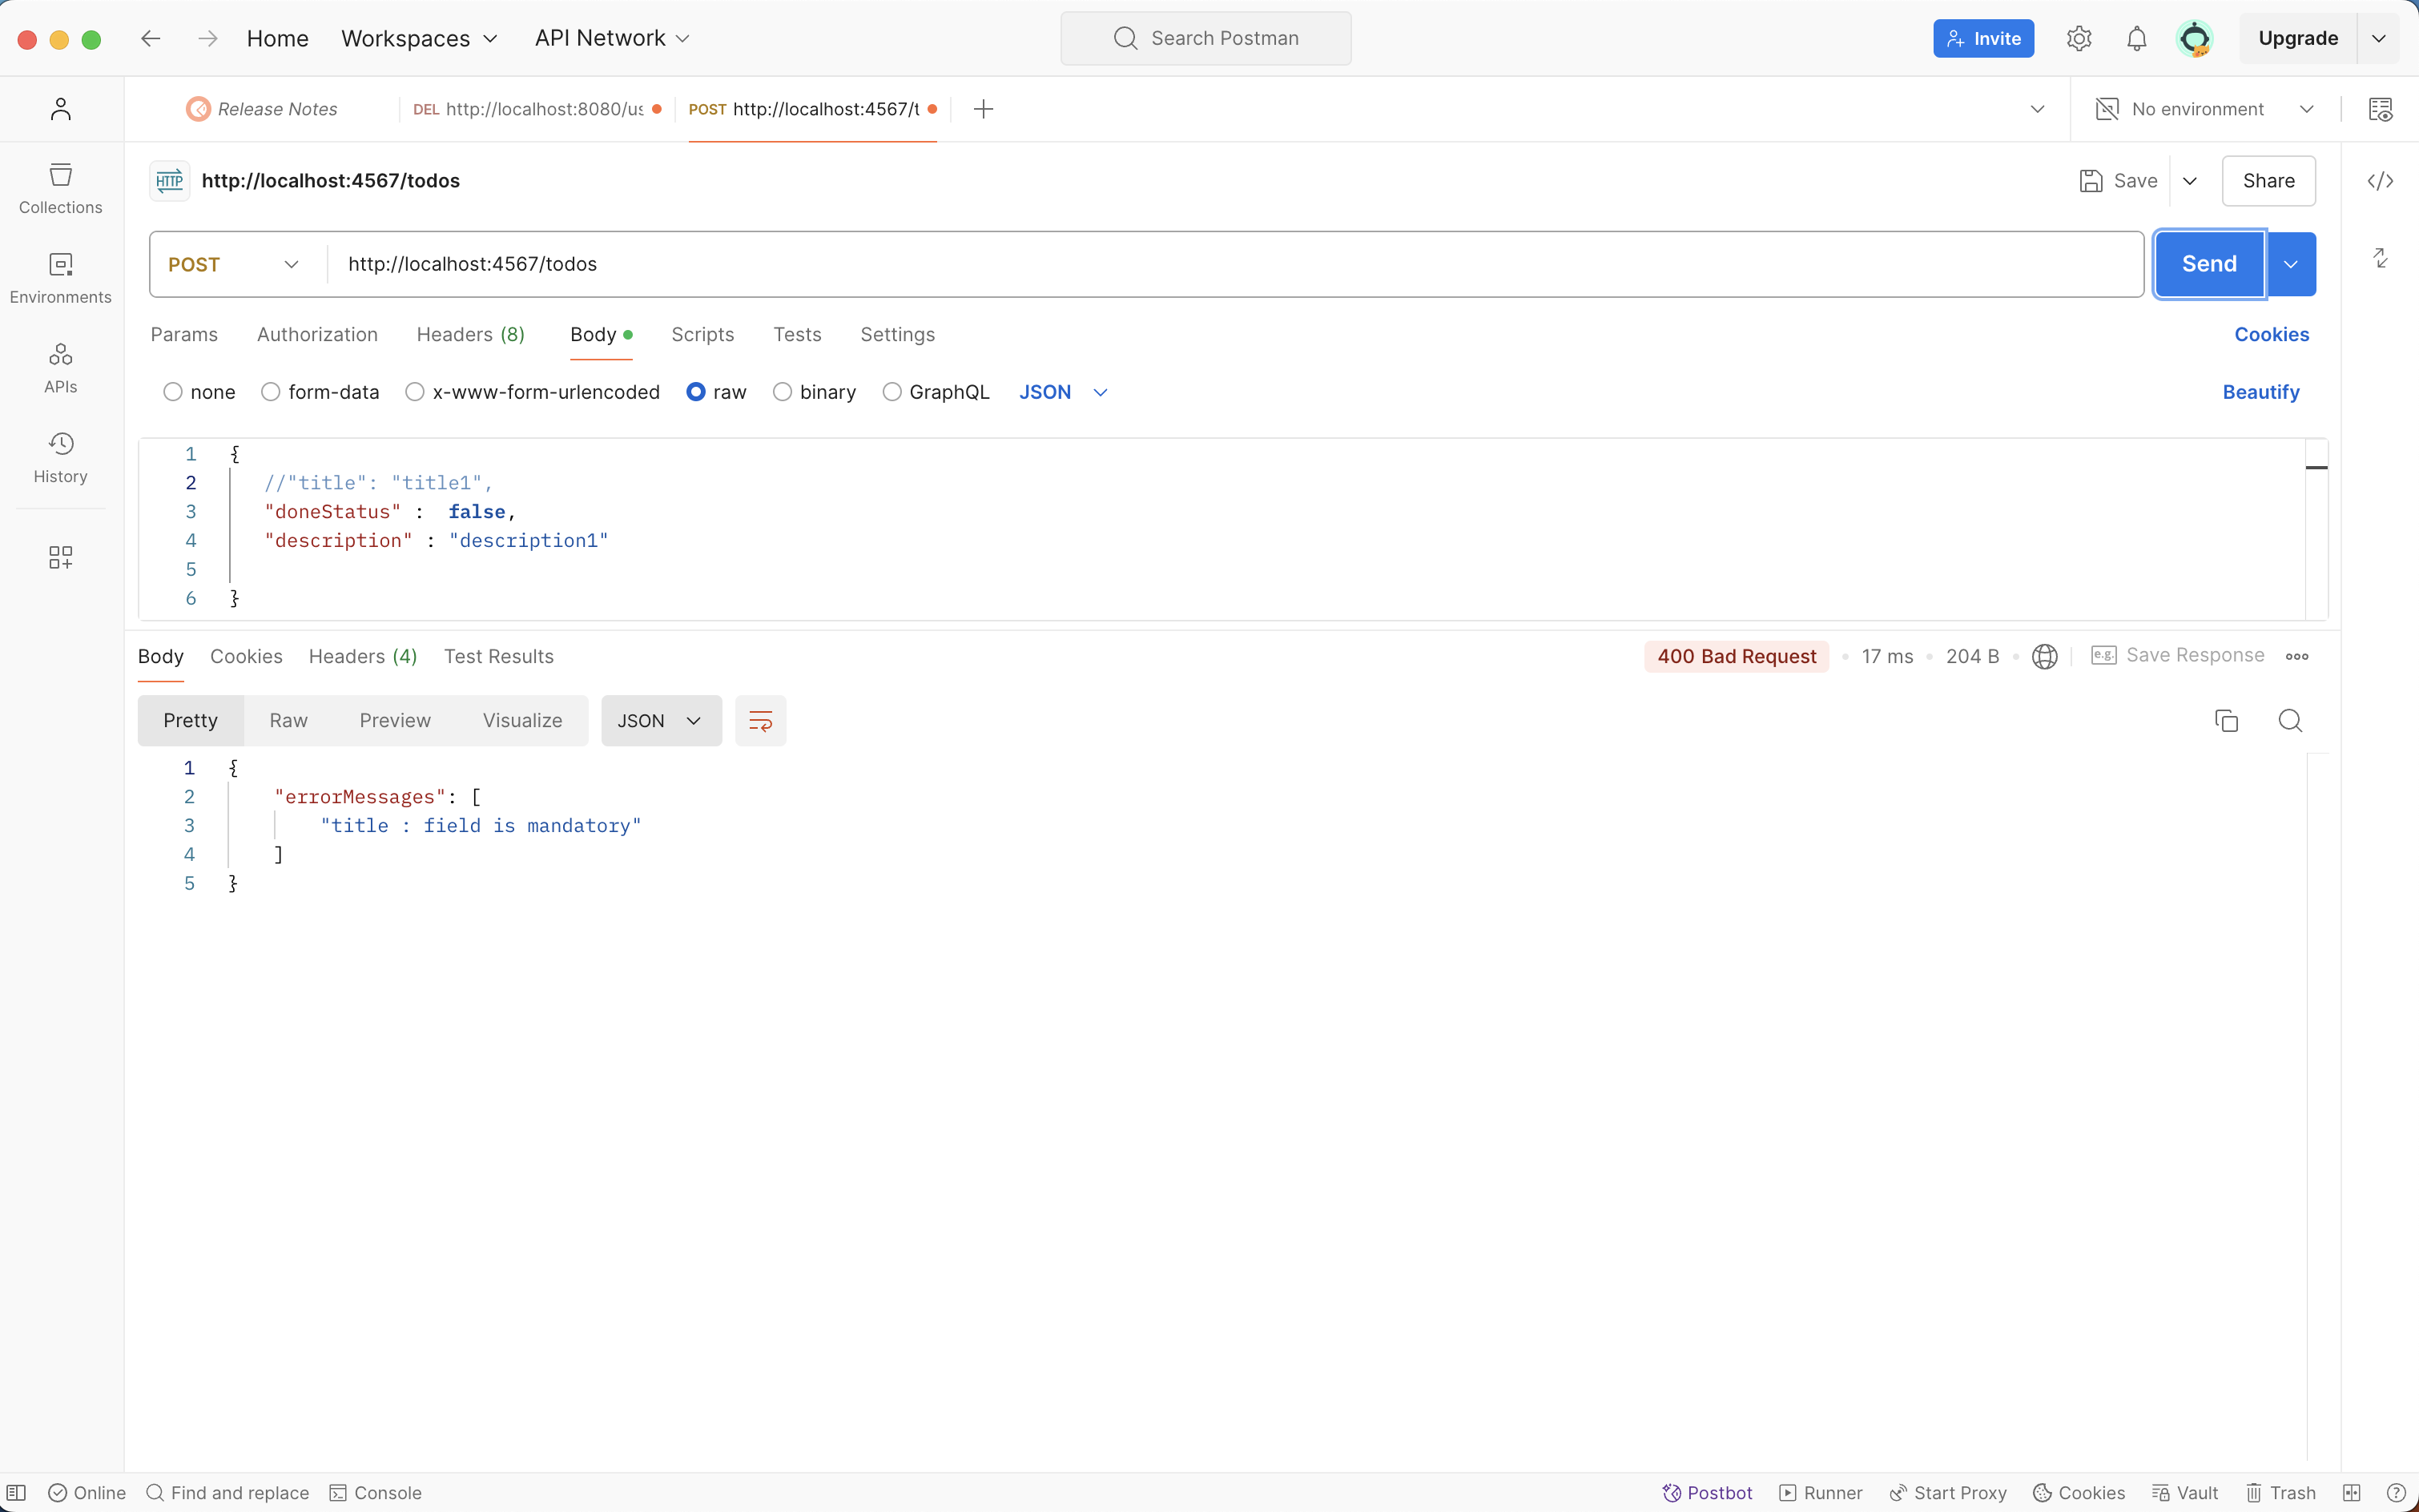 Home Workspaces API Network Search Postman Invite Upgrade
Release Notes DEL http://localhost:8080/us POST http://localhost:4567/t No environment
HTTP http://localhost:4567/todos Save Share
Collections
Environments
APIs
History
POST http://localhost:4567/todos Send
Params Authorization Headers (8) Body Scripts Tests Settings Cookies
none form-data x-www-form-urlencoded raw binary GraphQL JSON Beautify
1 {
2 //"title": "title1",
3 "doneStatus" : false,
4 "description" : "description1"
5
6 }
Body Cookies Headers (4) Test Results 400 Bad Request 17 ms 204 B e.g. Save Response
Pretty Raw Preview Visualize JSON
1 {
2 "errorMessages": [
3 "title : field is mandatory"
4 ]
5 }
Online Find and replace Console Postbot Runner Start Proxy Cookies Vault Trash